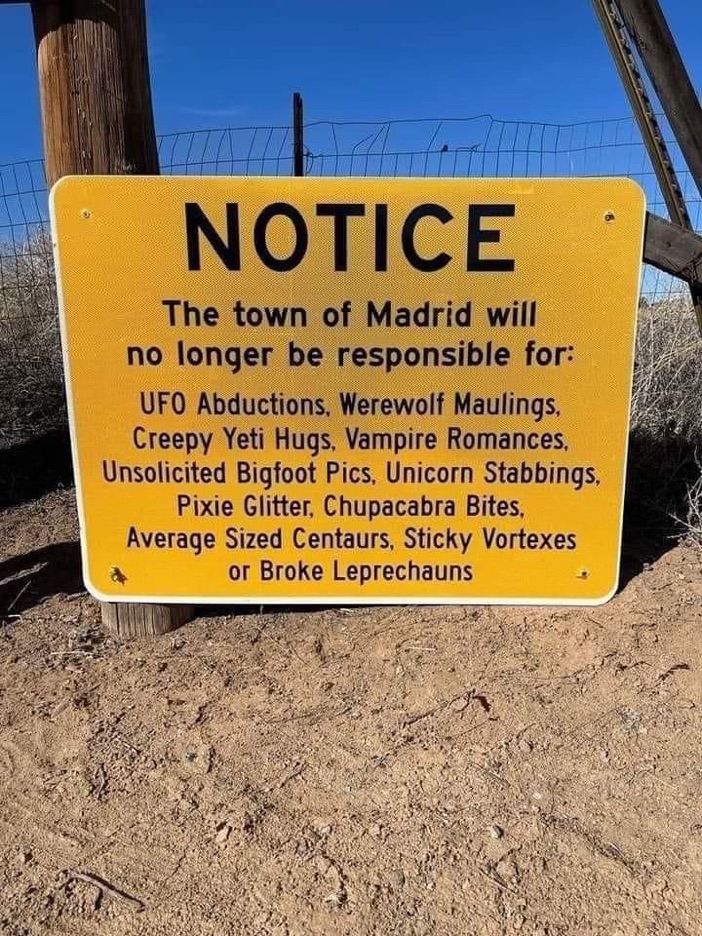 NOTICE
The town of Madrid will
no longer be responsible for:
UFO Abductions, Werewolf Maulings,
Creepy Yeti Hugs, Vampire Romances,
Unsolicited Bigfoot Pics, Unicorn Stabbings,
Pixie Glitter, Chupacabra Bites,
Average Sized Centaurs, Sticky Vortexes
or Broke Leprechauns